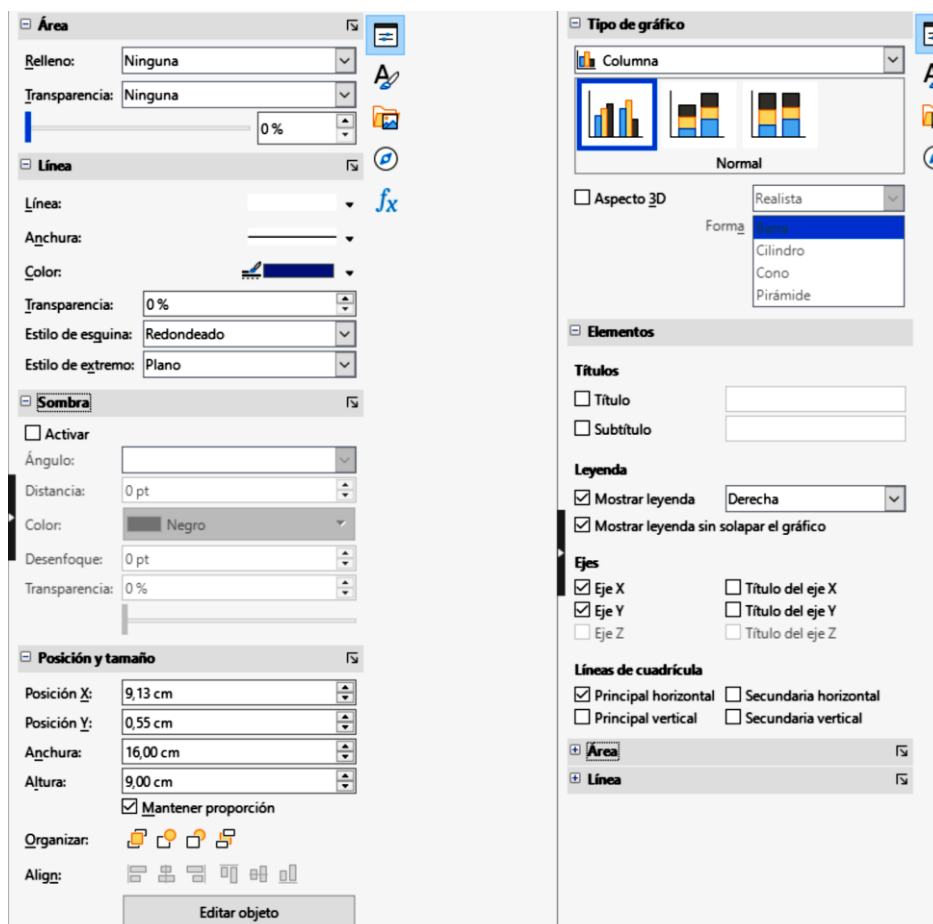 Área
Relleno: Ninguna
Transparencia: Ninguna
0 %
Línea
Línea:
Anchura:
Color:
Transparencia: 0 %
Estilo de esquina: Redondeado
Estilo de extremo: Plano
Sombra
Activar
Ángulo:
Distancia: 0 pt
Color: Negro
Desenfoque: 0 pt
Transparencia: 0 %
Posición y tamaño
Posición X: 9,13 cm
Posición Y: 0,55 cm
Anchura: 16,00 cm
Altura: 9,00 cm
Mantener proporción
Organizar:
Align:
Editar objeto
fx
Tipo de gráfico
Columna
Normal
Aspecto 3D Realista
Forma Barra
Cilindro
Cono
Pirámide
Elementos
Títulos
Título
Subtítulo
Leyenda
Mostrar leyenda Derecha
Mostrar leyenda sin solapar el gráfico
Ejes
Eje X Título del eje X
Eje Y Título del eje Y
Eje Z Título del eje Z
Líneas de cuadrícula
Principal horizontal Secundaria horizontal
Principal vertical Secundaria vertical
Área
Línea